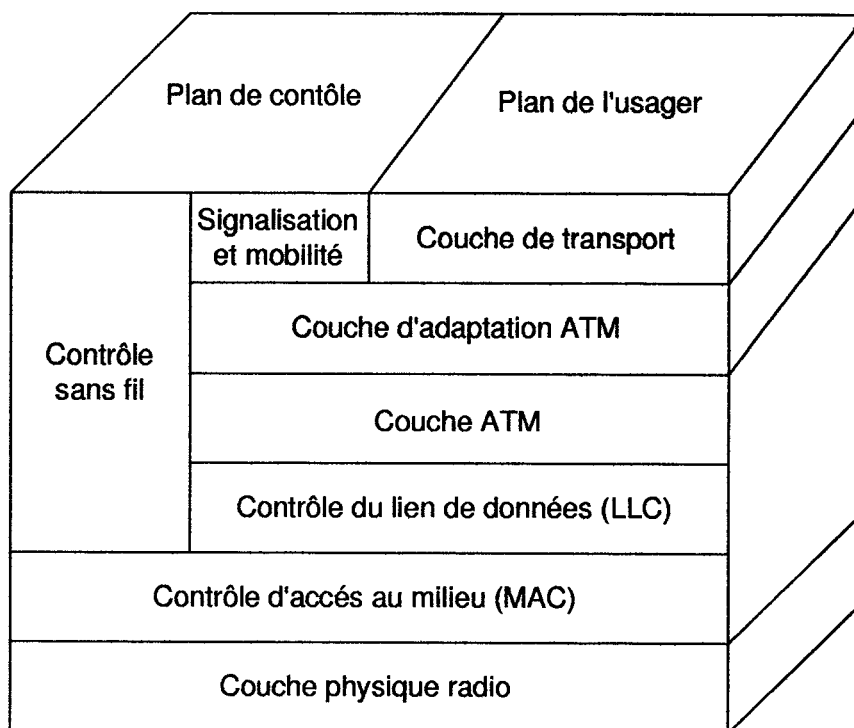 Plan de contôle
Plan de l'usager
Signalisation
et mobilité
Couche de transport
Couche d'adaptation ATM
Contrôle
sans fil
Couche ATM
Contrôle du lien de données (LLC)
Contrôle d'accés au milieu (MAC)
Couche physique radio